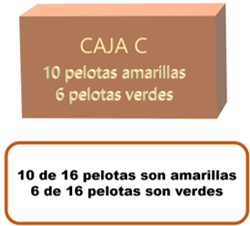 CAJA C
10 pelotas amarillas
6 pelotas verdes
10 de 16 pelotas son amarillas
6 de 16 pelotas son verdes